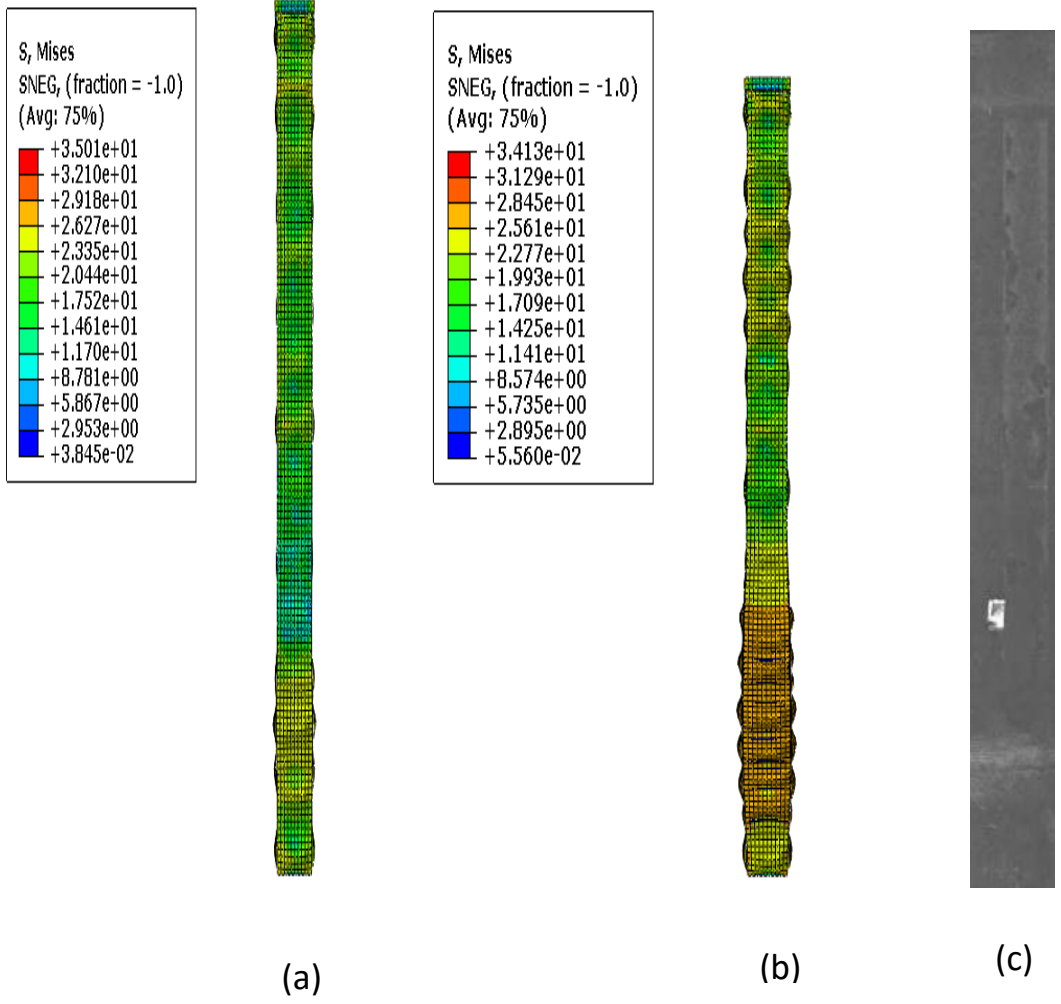 S, Mises
SNEG, (fraction = -1.0)
(Avg: 75%)
+3.501e+01
+3.210e+01
+2.918e+01
+2.627e+01
+2.335e+01
+2.044e+01
+1.752e+01
+1.461e+01
+1.170e+01
+8.781e+00
+5.867e+00
+2.953e+00
+3.845e-02
S, Mises
SNEG, (fraction = -1.0)
(Avg: 75%)
+3.413e+01
+3.129e+01
+2.845e+01
+2.561e+01
+2.277e+01
+1.993e+01
+1.709e+01
+1.425e+01
+1.141e+01
+8.574e+00
+5.735e+00
+2.895e+00
+5.560e-02
(a)
(b)
(c)